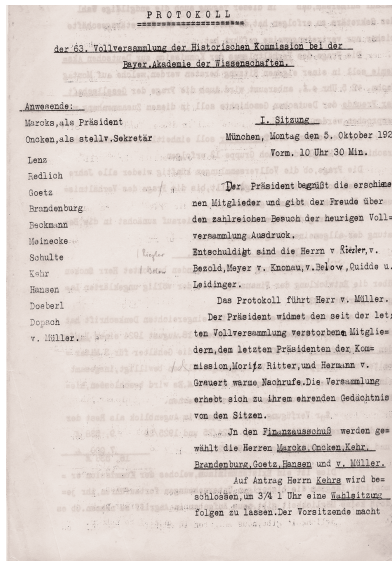 PROTOKOLL
der 63. Vollversammlung der Historischen Kommission bei der
Bayer.Akademie der Wissenschaften.
Anwesende:
Marcks,als Präsident
Oncken,als stellv.Sekretär
Lenz
Redlich
Goetz
Brandenburg
Beckmann
Meinecke
Schulte
Kehr
Hansen
Doeberl
Dopsch
v. Müller.
I. Sitzung
München, Montag den 5. Oktober 192
Vorm. 10 Uhr 30 Min.
Der Präsident begrüßt die erschiene
nen Mitglieder und gibt der Freude über
den zahlreichen Besuch der heurigen Voll=
versammlung Ausdruck.
Entschuldigt sind die Herrn v. Riezler,v.
Bezold,Meyer v. Knonau,v.Below,Quidde u.
Leidinger.
Das Protokoll führt Herr v. Müller.
Der Präsident widmet den seit der let;
ten Vollversammlung verstorbenen Mitglie=
dern,dem letzten Präsidenten der Kom=
mission,Moritz Ritter,und Hermann v.
Grauert warme Nachrufe.Die Versammlung
erhebt sich zu ihrem ehrenden Gedächtnis
von den Sitzen.
Jn den Finanzausschuß werden ge=
wählt die Herren Marcks,Oncken,Kehr,
Brandenburg,Goetz,Hansen und v. Müller.
Auf Antrag Herrn Kehrs wird be=
schlossen,um 3/4 1 Uhr eine Wahlsitzung
folgen zu lassen.Der Vorsitzende macht